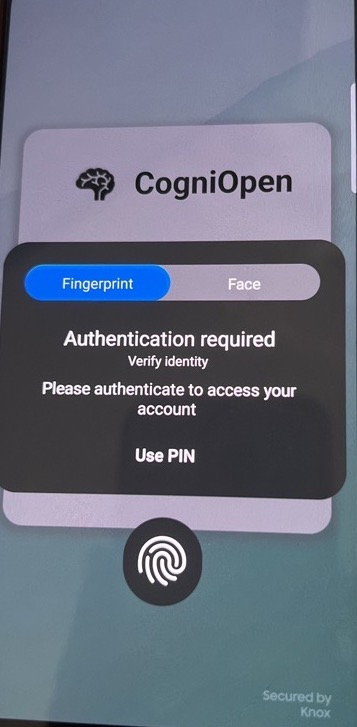 CogniOpen
Fingerprint
Face
Authentication required
Verify identity
Please authenticate to access your
account
Use PIN
Secured by
Knox